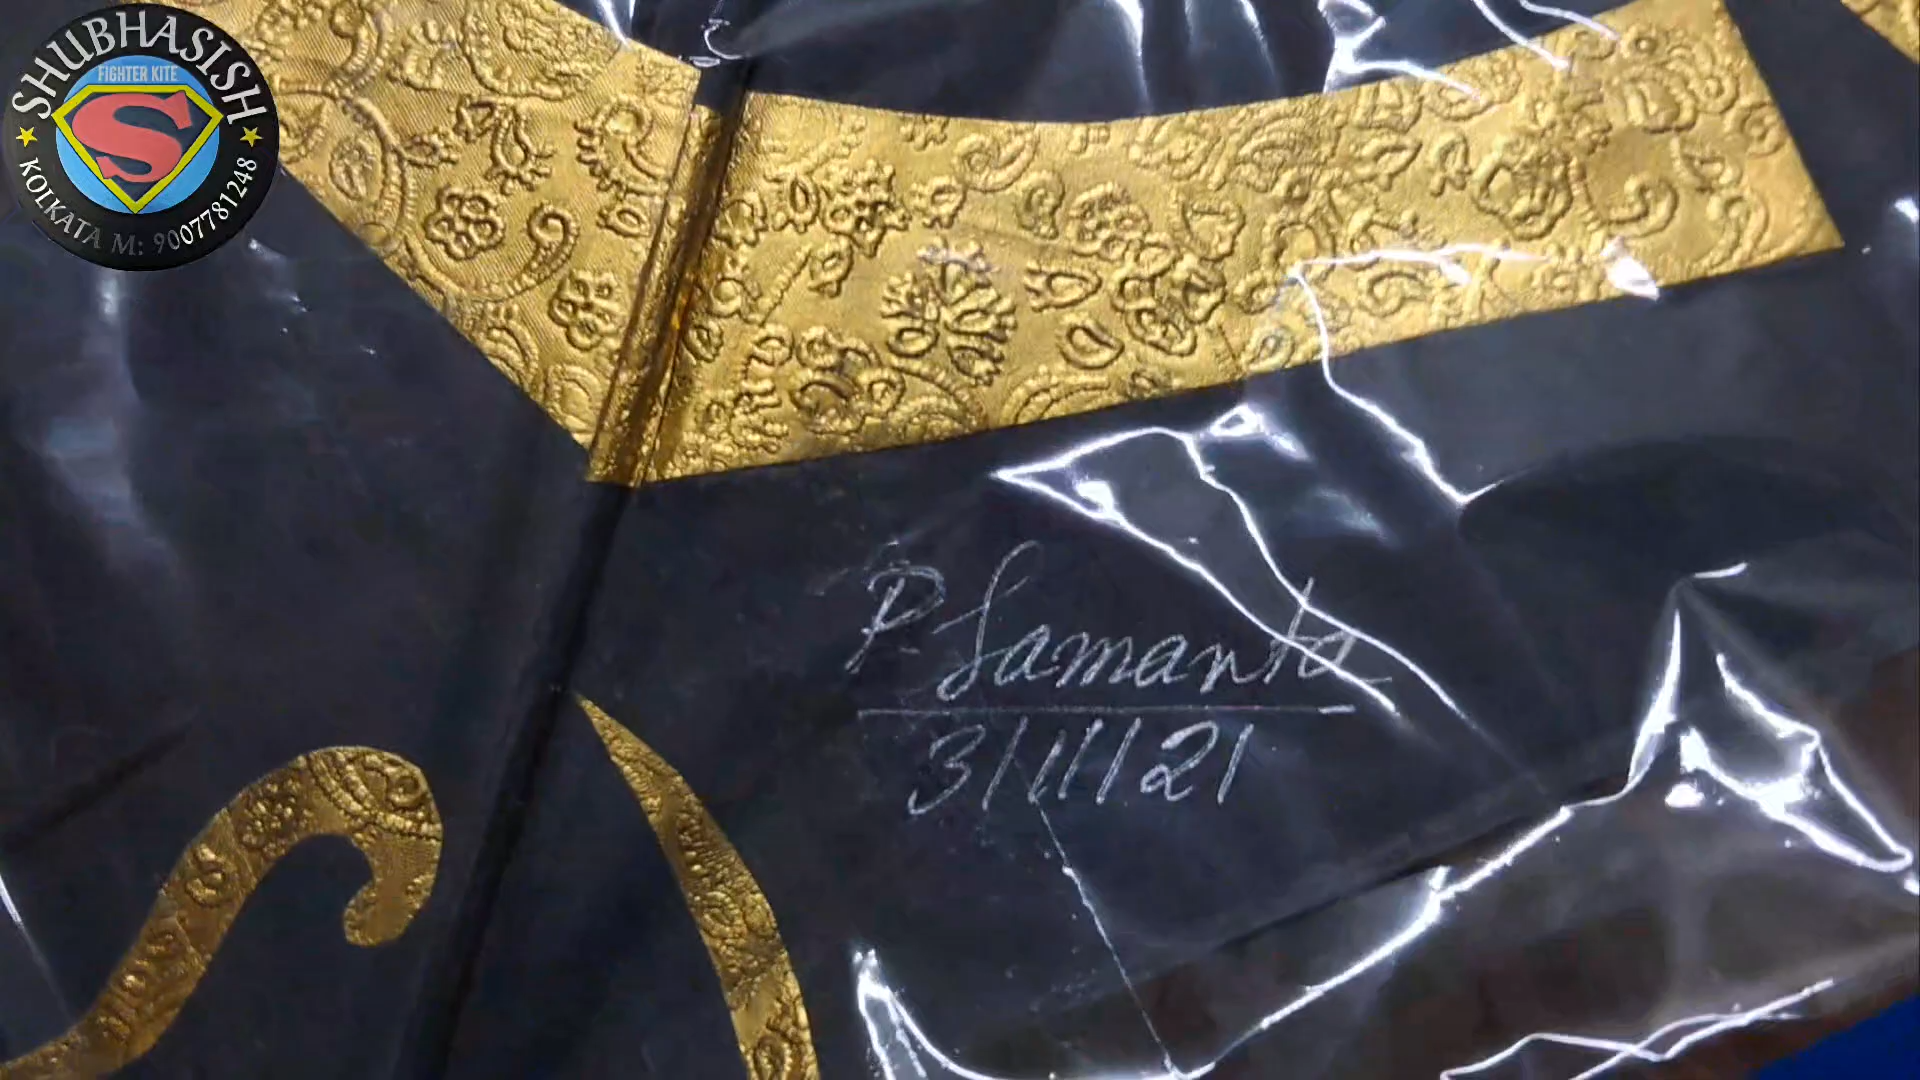 SHUBHASISH
FIGHTER KITE
S
KOLKATA M: 9007781248
P. Samanta
3/11/21